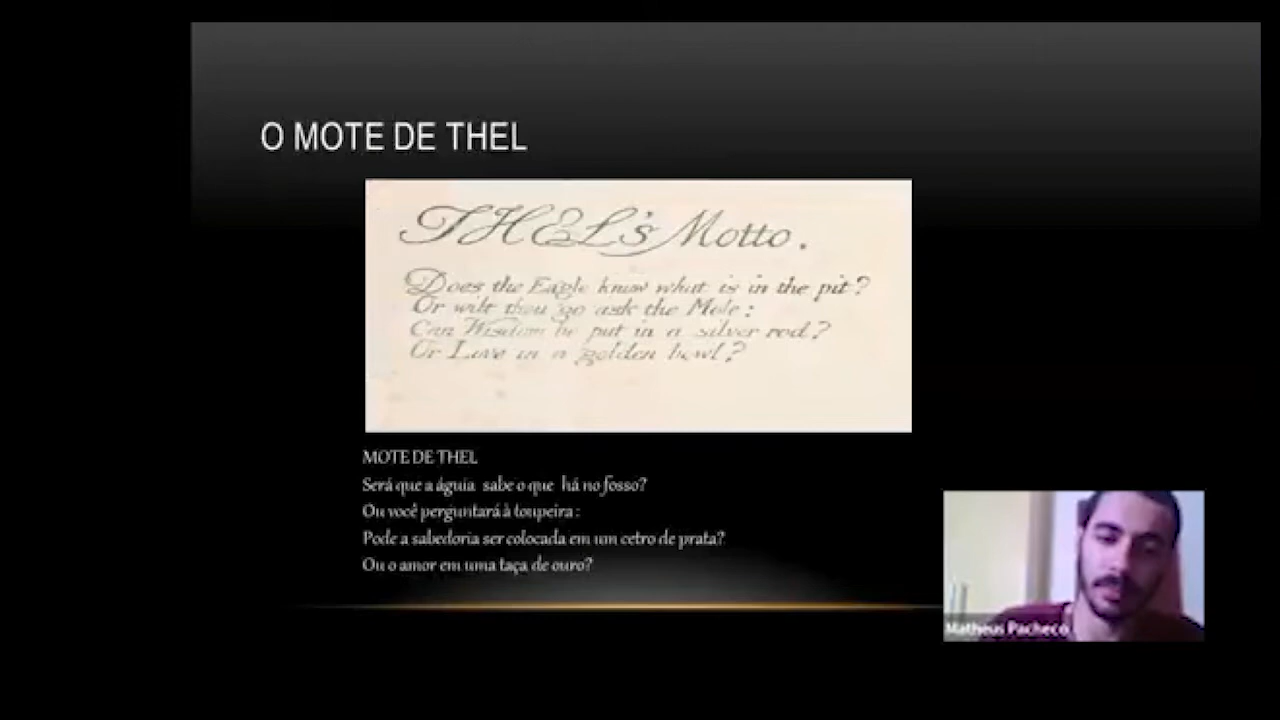 O MOTE DE THEL
THEL's Motto.
Does the Eagle know what is in the pit?
Or wilt thou go ask the Mole:
Can Wisdom be put in a silver rod?
Or Love in a golden bowl?
MOTE DE THEL
Será que a águia sabe o que há no fosso?
Ou você perguntará à toupeira :
Pode a sabedoria ser colocada em um cetro de prata?
Ou o amor em uma taça de ouro?
Matheus Pacheco